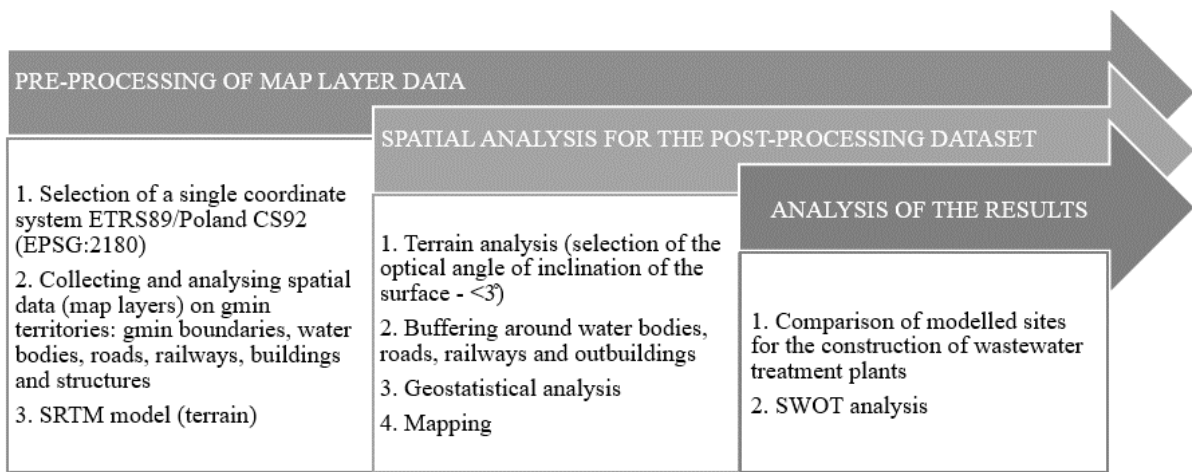 PRE-PROCESSING OF MAP LAYER DATA
1. Selection of a single coordinate
system ETRS89/Poland CS92
(EPSG:2180)
2. Collecting and analysing spatial
data (map layers) on gmin
territories: gmin boundaries, water
bodies, roads, railways, buildings
and structures
3. SRTM model (terrain)
SPATIAL ANALYSIS FOR THE POST-PROCESSING DATASET
1. Terrain analysis (selection of the
optical angle of inclination of the
surface - <3°)
2. Buffering around water bodies,
roads, railways and outbuildings
3. Geostatistical analysis
4. Mapping
ANALYSIS OF THE RESULTS
1. Comparison of modelled sites
for the construction of wastewater
treatment plants
2. SWOT analysis